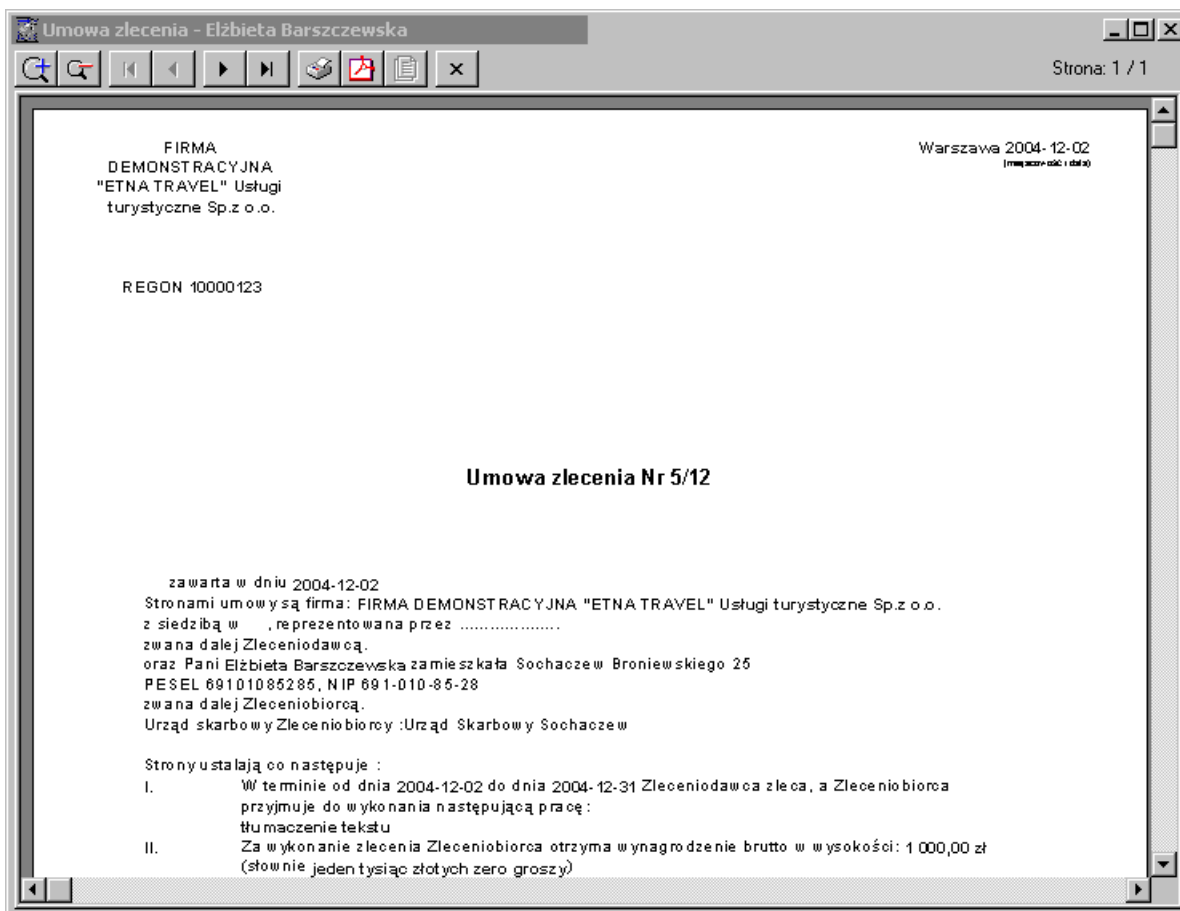 Umowa zlecenia - Elżbieta Barszczewska
Strona: 1 / 1
FIRMA
DEMONSTRACYJNA
"ETNA TRAVEL" Usługi
turystyczne Sp.z o.o.
Warszawa 2004-12-02
(miejscowość i data)
REGON 10000123
Umowa zlecenia Nr 5/12
zawarta w dniu 2004-12-02
Stronami umowy są firma: FIRMA DEMONSTRACYJNA "ETNA TRAVEL" Usługi turystyczne Sp.z o.o.
z siedzibą w , reprezentowana przez ....................
zwana dalej Zleceniodawcą.
oraz Pani Elżbieta Barszczewska zamieszkała Sochaczew Broniewskiego 25
PESEL 69101085285, NIP 691-010-85-28
zwana dalej Zleceniobiorcą.
Urząd skarbowy Zleceniobiorcy :Urząd Skarbowy Sochaczew
Strony ustalają co następuje :
I. W terminie od dnia 2004-12-02 do dnia 2004-12-31 Zleceniodawca zleca, a Zleceniobiorca
przyjmuje do wykonania następującą pracę:
tłumaczenie tekstu
II. Za wykonanie zlecenia Zleceniobiorca otrzyma wynagrodzenie brutto w wysokości: 1 000,00 zł
(słownie jeden tysiąc złotych zero groszy)